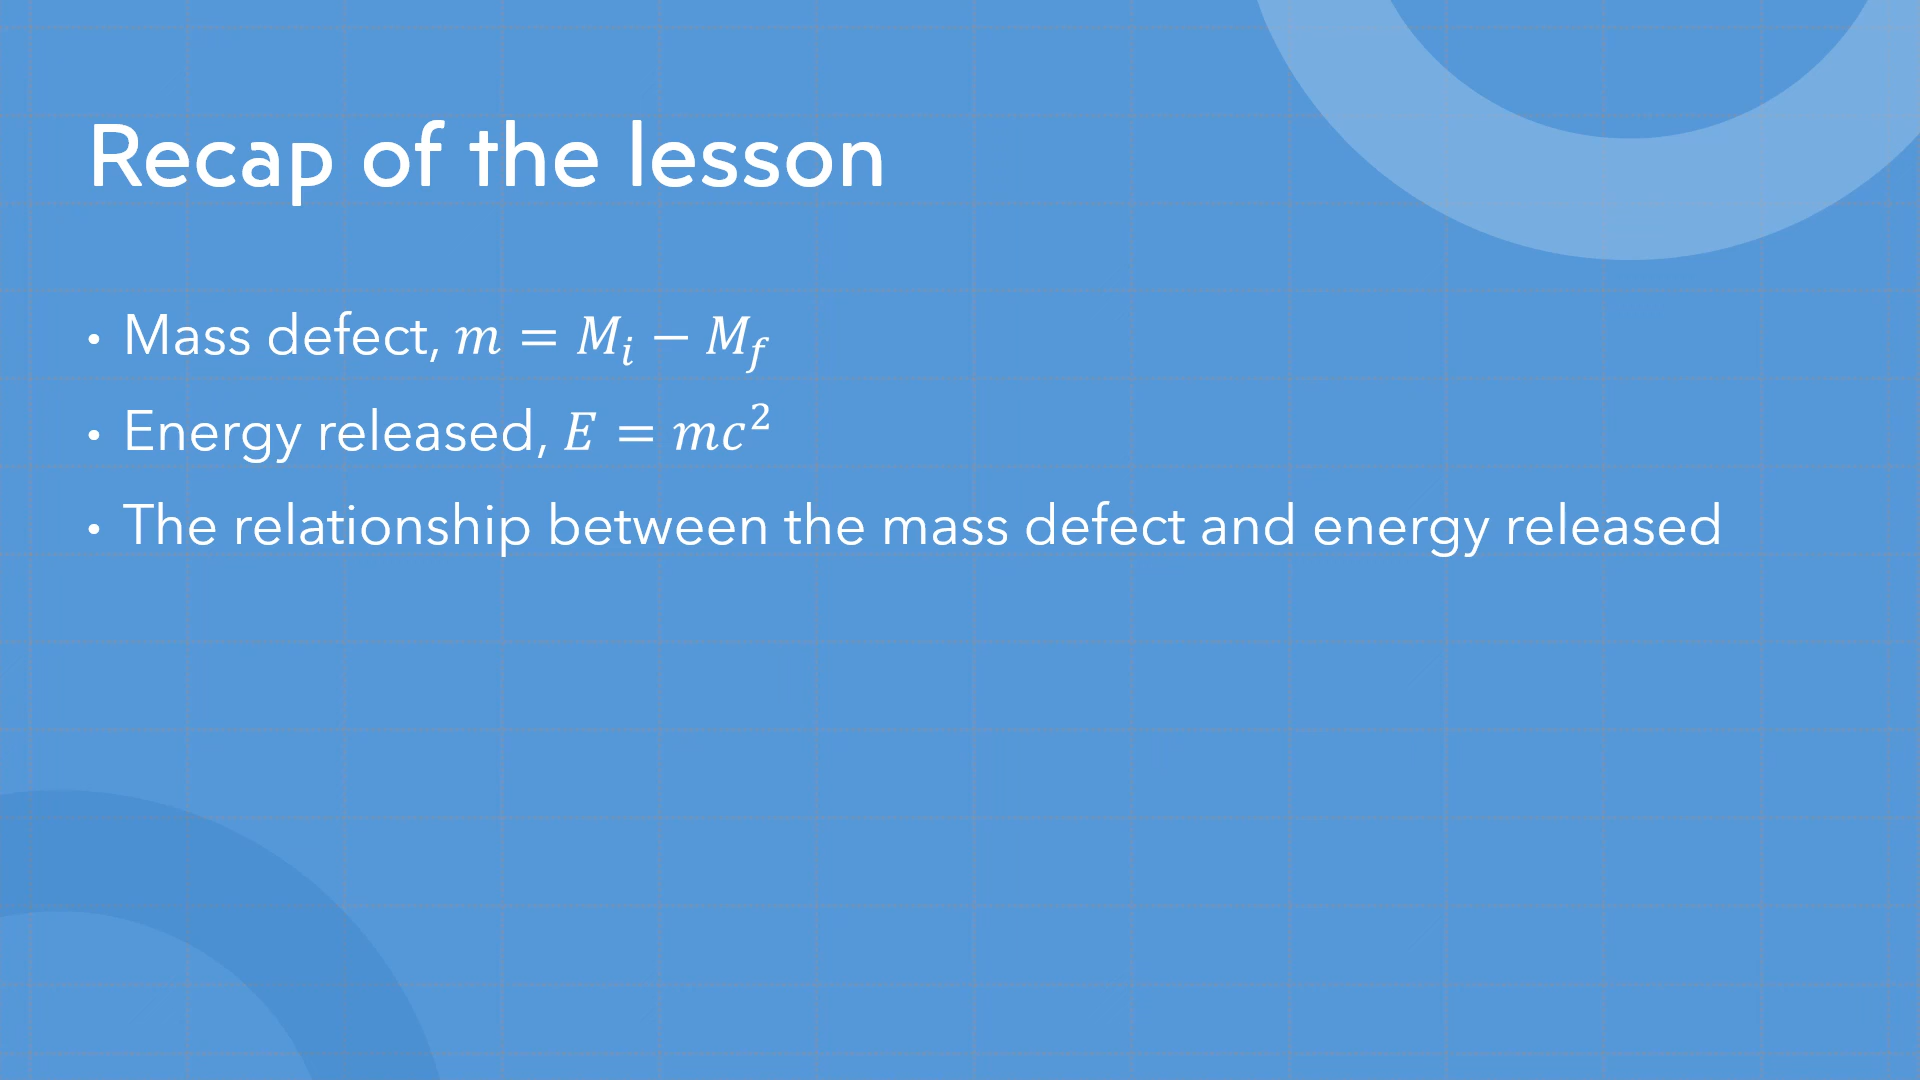 Recap of the lesson
• Mass defect, m = Mᵢ − M_f
• Energy released, E = mc²
• The relationship between the mass defect and energy released